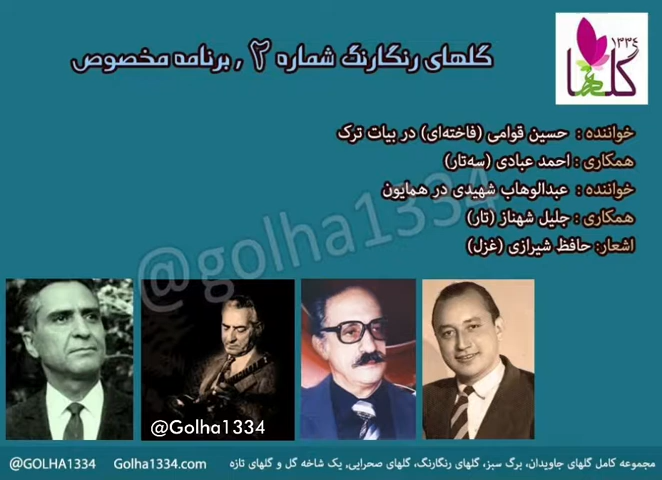 گلهای رنگارنگ شماره ۲ , برنامه مخصوص
۱۳۳۴
گلها
خواننده : حسین قوامی (فاخته‌ای) در بیات ترک
همکاری : احمد عبادی (سه‌تار)
خواننده : عبدالوهاب شهیدی در همایون
همکاری : جلیل شهناز (تار)
اشعار: حافظ شیرازی (غزل)
@golha1334
@Golha1334
مجموعه کامل گلهای جاویدان, برگ سبز, گلهای رنگارنگ, گلهای صحرایی, یک شاخه گل و گلهای تازه Golha1334.com @GOLHA1334